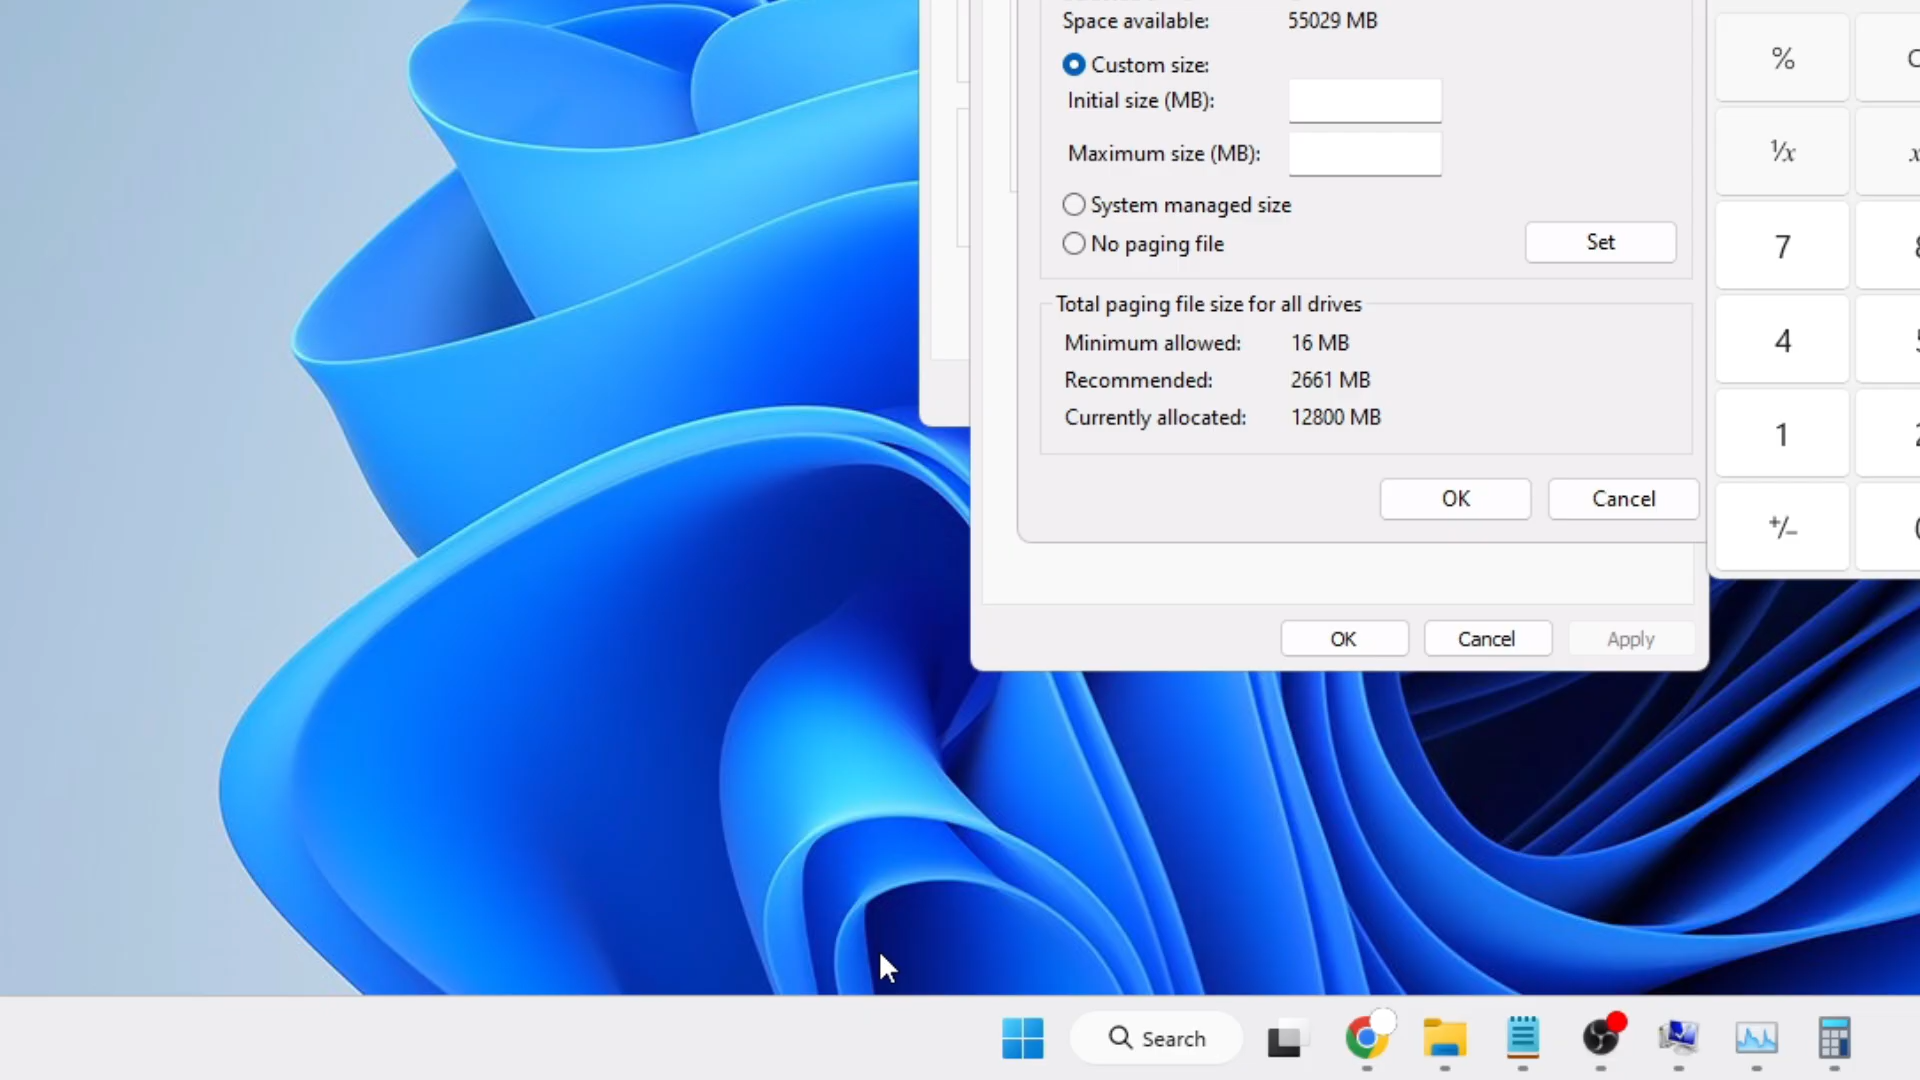 Space available: 55029 MB
Custom size:
Initial size (MB):
Maximum size (MB):
System managed size
No paging file
Set
Total paging file size for all drives
Minimum allowed: 16 MB
Recommended: 2661 MB
Currently allocated: 12800 MB
OK Cancel
OK Cancel Apply
%
¹/x
7
4
1
+/−
Search